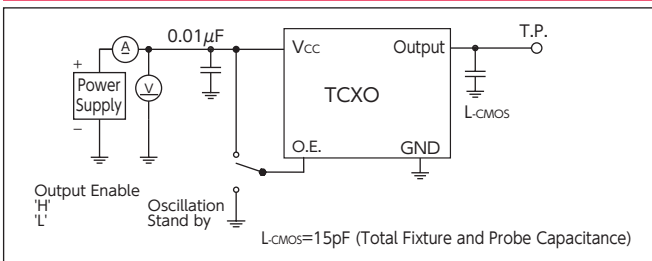 T.P.
0.01μF
A
Vcc
Output
+
Power
Supply
V
TCXO
L-CMOS
−
O.E.
GND
Output Enable
'H' Oscillation
'L' Stand by
L-CMOS=15pF (Total Fixture and Probe Capacitance)